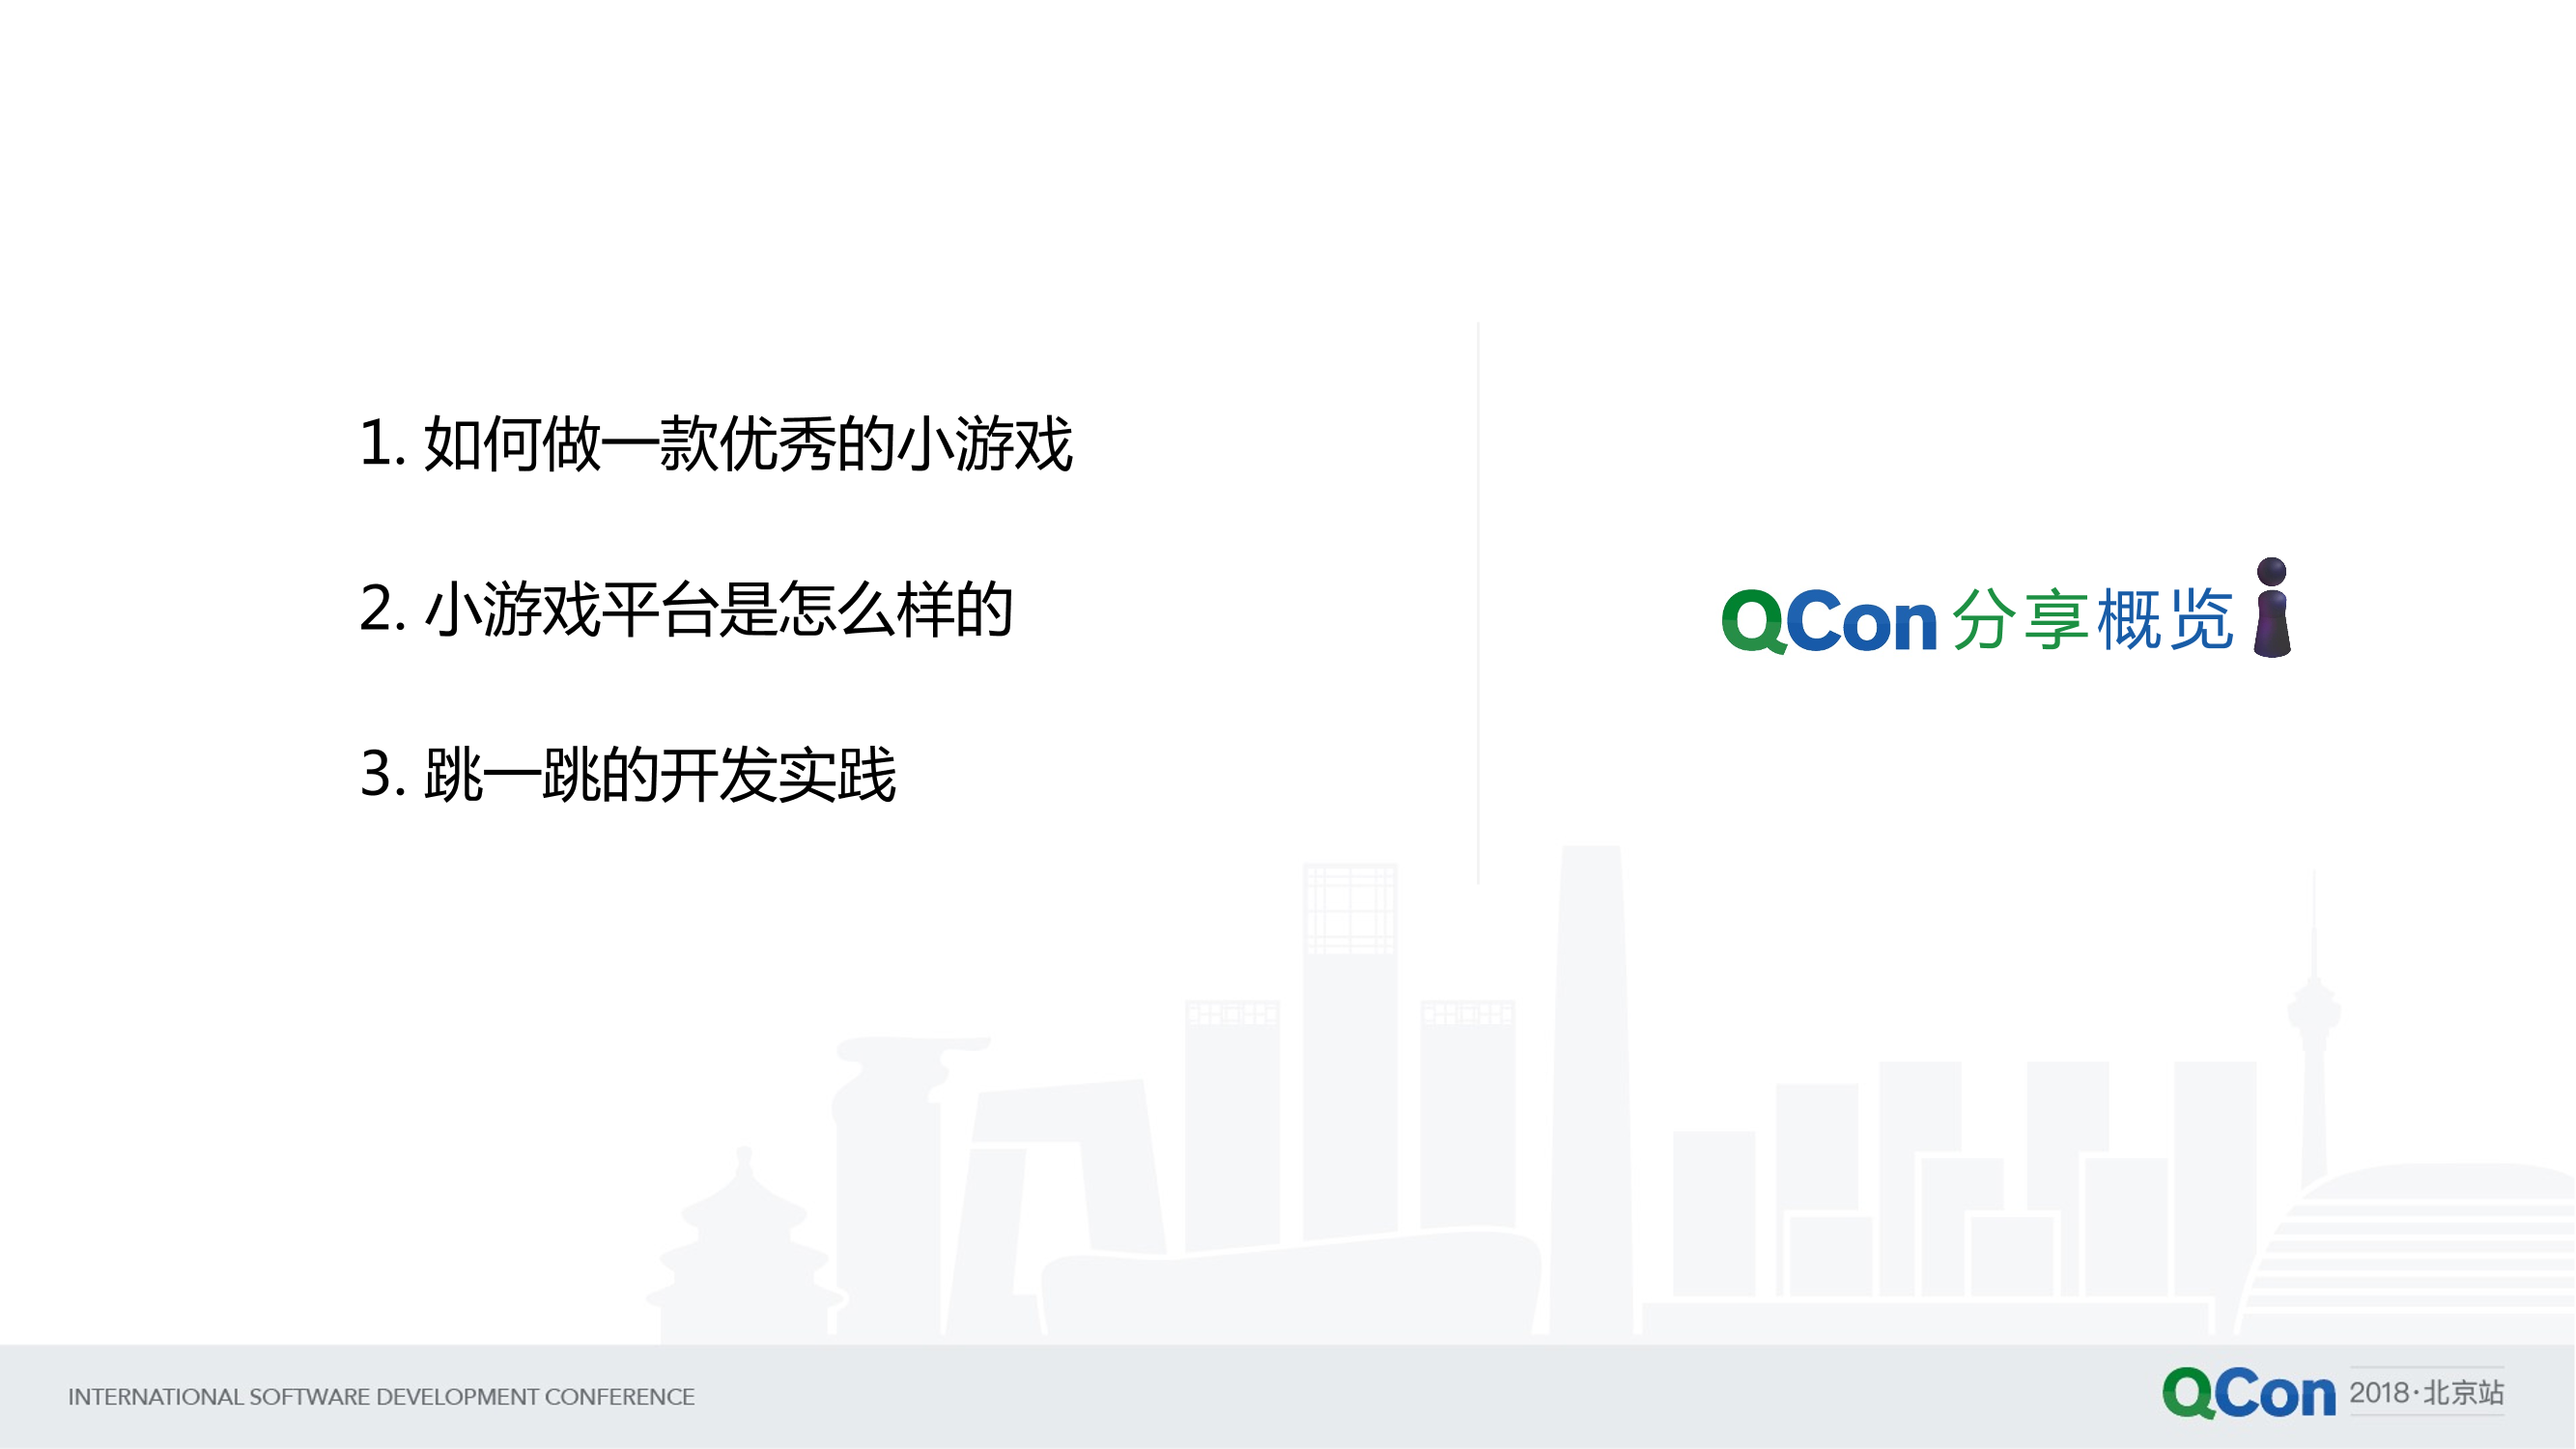 1. 如何做一款优秀的小游戏
2. 小游戏平台是怎么样的
3. 跳一跳的开发实践
QCon 分享概览
INTERNATIONAL SOFTWARE DEVELOPMENT CONFERENCE
QCon 2018·北京站